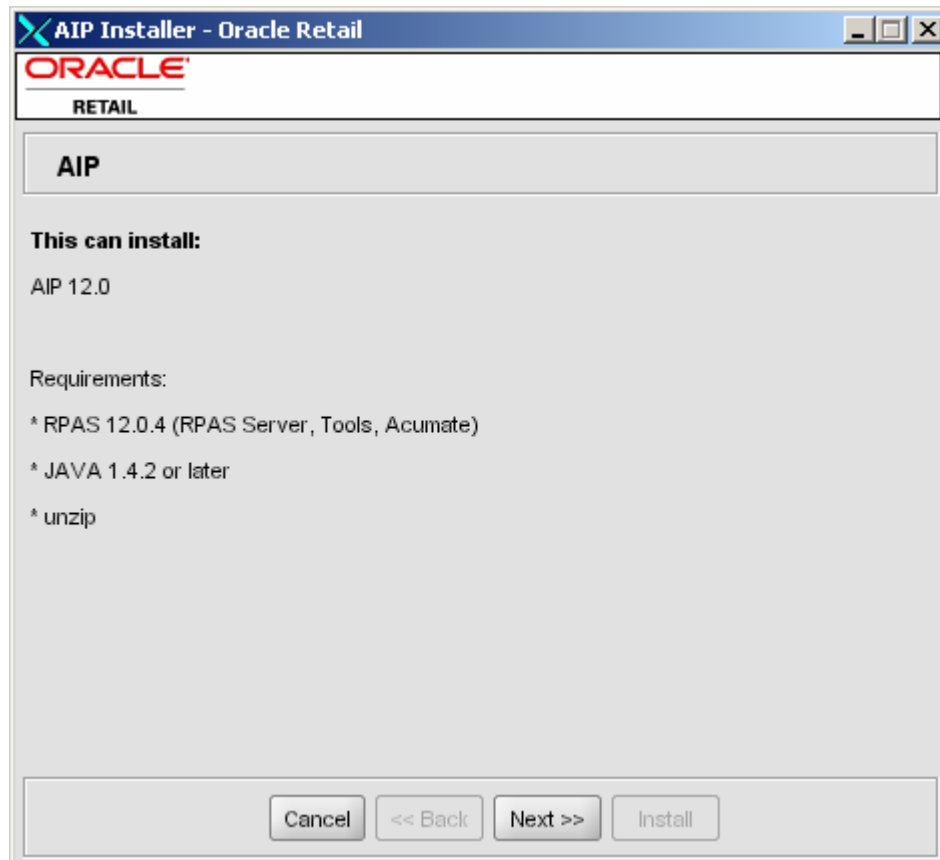 AIP Installer - Oracle Retail
ORACLE'
RETAIL
AIP
This can install:
AIP 12.0
Requirements:
* RPAS 12.0.4 (RPAS Server, Tools, Acumate)
* JAVA 1.4.2 or later
* unzip
Cancel << Back Next >> Install